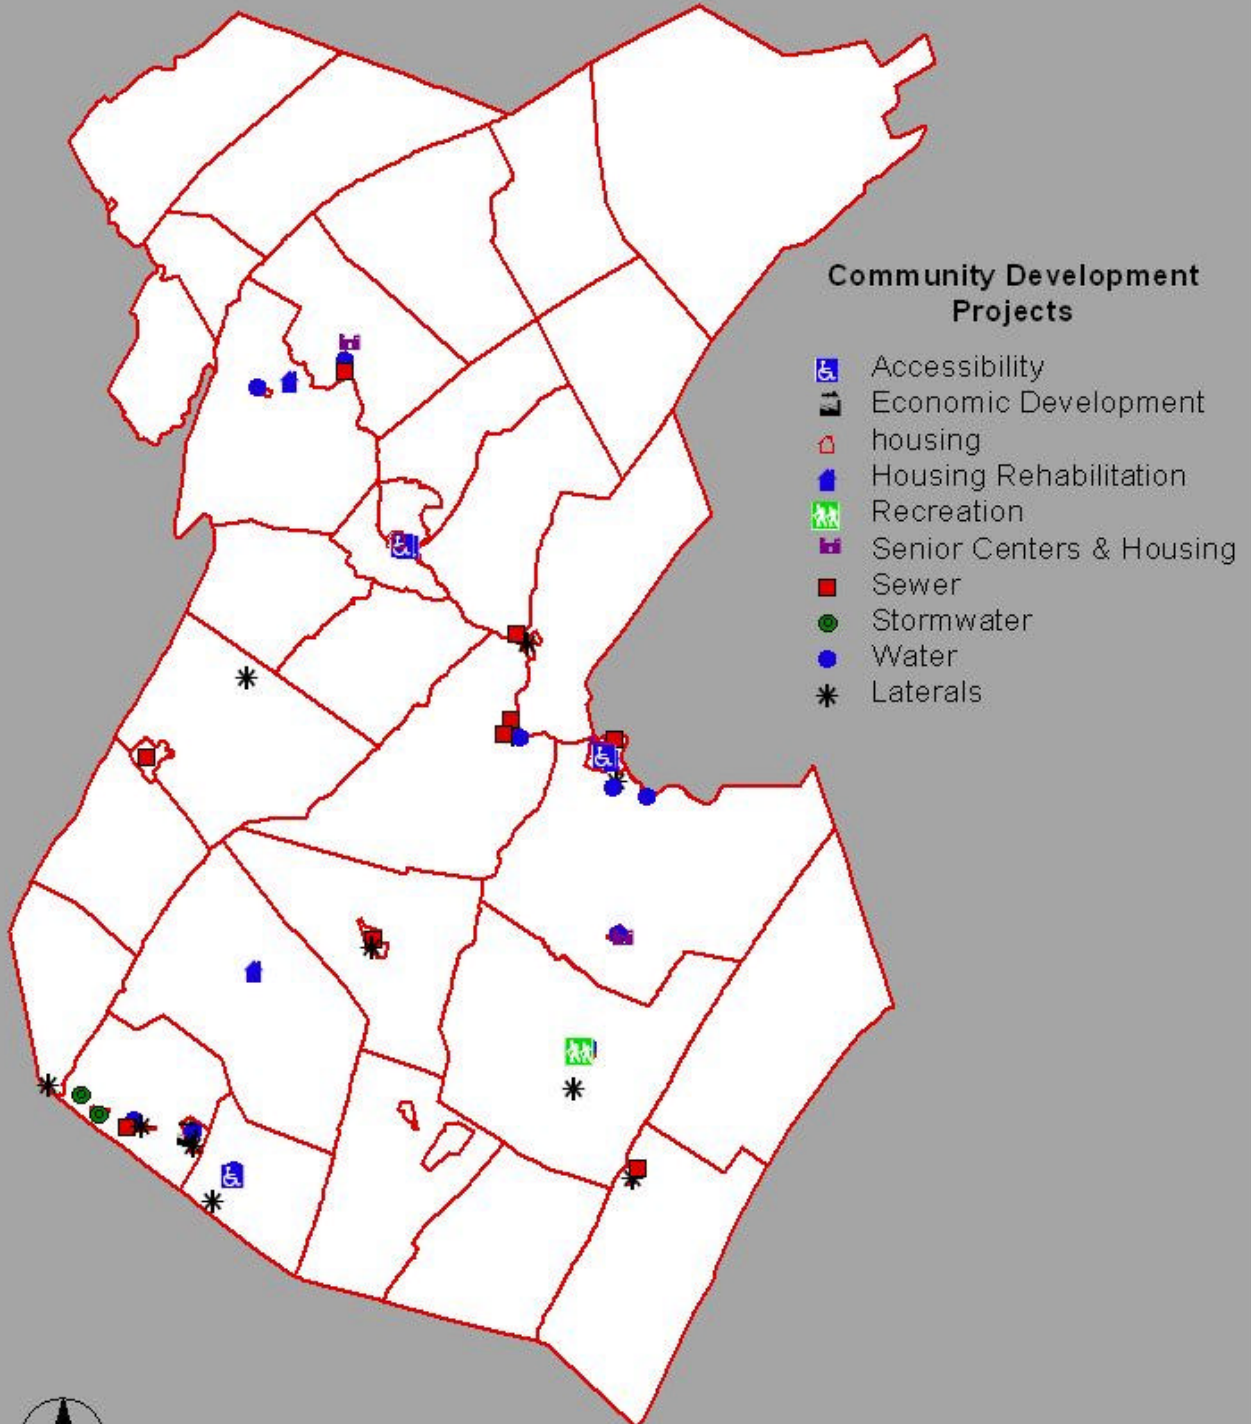 Community Development
Projects
Accessibility
Economic Development
housing
Housing Rehabilitation
Recreation
Senior Centers & Housing
Sewer
Stormwater
Water
Laterals